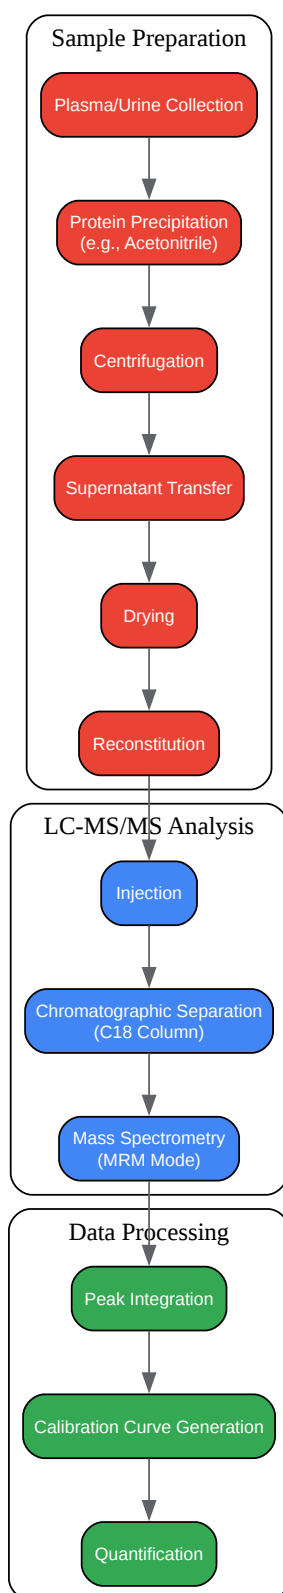 Sample Preparation
Plasma/Urine Collection
Protein Precipitation
(e.g., Acetonitrile)
Centrifugation
Supernatant Transfer
Drying
Reconstitution
LC-MS/MS Analysis
Injection
Chromatographic Separation
(C18 Column)
Mass Spectrometry
(MRM Mode)
Data Processing
Peak Integration
Calibration Curve Generation
Quantification